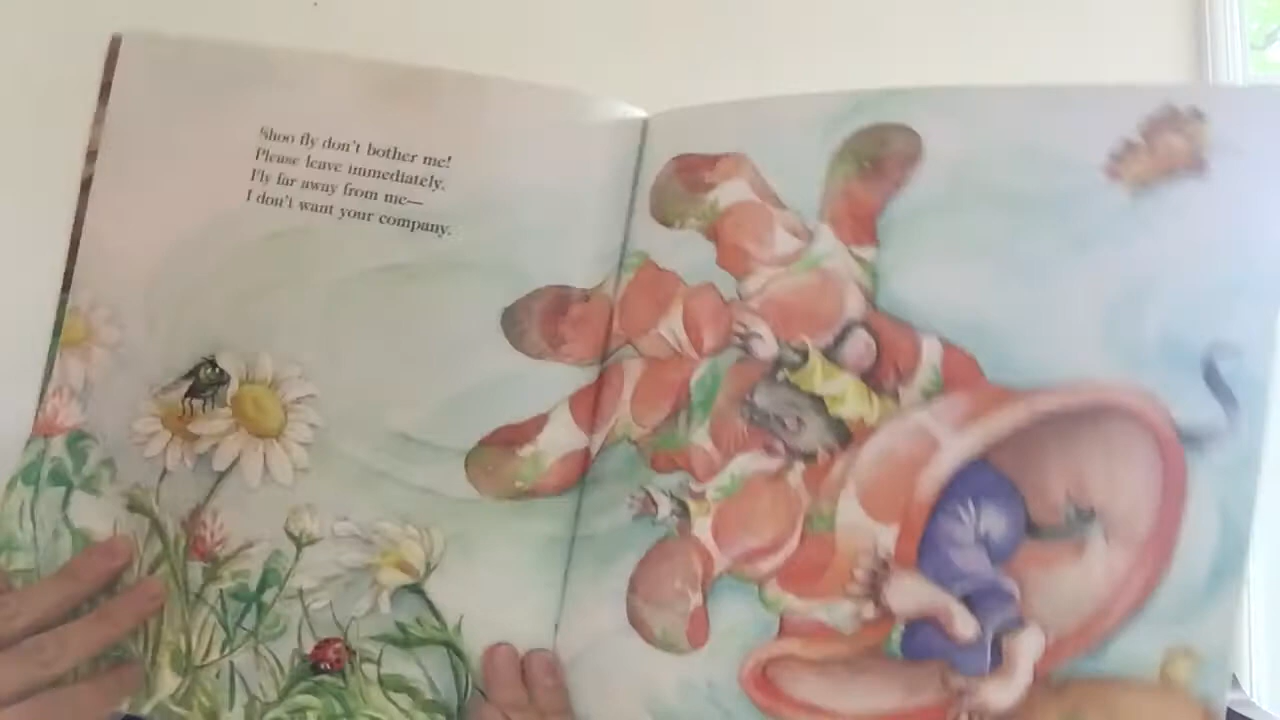 Shoo fly don't bother me!
Please leave immediately.
Fly far away from me—
I don't want your company.